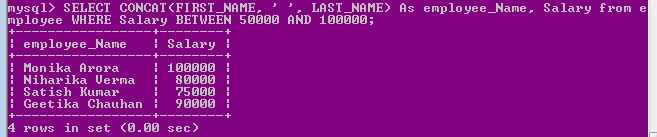 mysql> SELECT CONCAT(FIRST_NAME, ' ', LAST_NAME) As employee_Name, Salary from e
mployee WHERE Salary BETWEEN 50000 AND 100000;
+-----------------+--------+
| employee_Name   | Salary |
+-----------------+--------+
| Monika Arora    | 100000 |
| Niharika Verma  |  80000 |
| Satish Kumar    |  75000 |
| Geetika Chauhan |  90000 |
+-----------------+--------+
4 rows in set (0.00 sec)